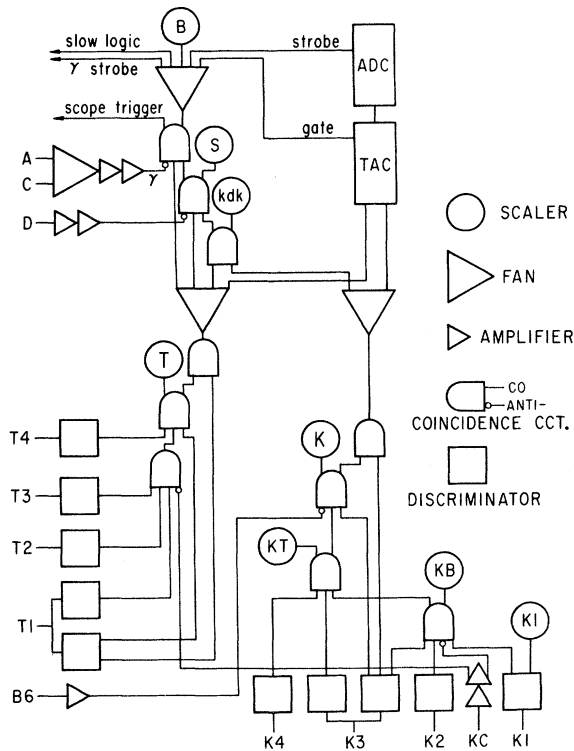 B
slow logic
strobe
ADC
γ strobe
scope trigger
gate
TAC
A
C
γ
S
kdk
D
SCALER
FAN
AMPLIFIER
CO
ANTI-
COINCIDENCE CCT.
DISCRIMINATOR
T
T4
K
T3
T2
KT
KB
T1
K1
B6
K4
K3
K2
KC
K1